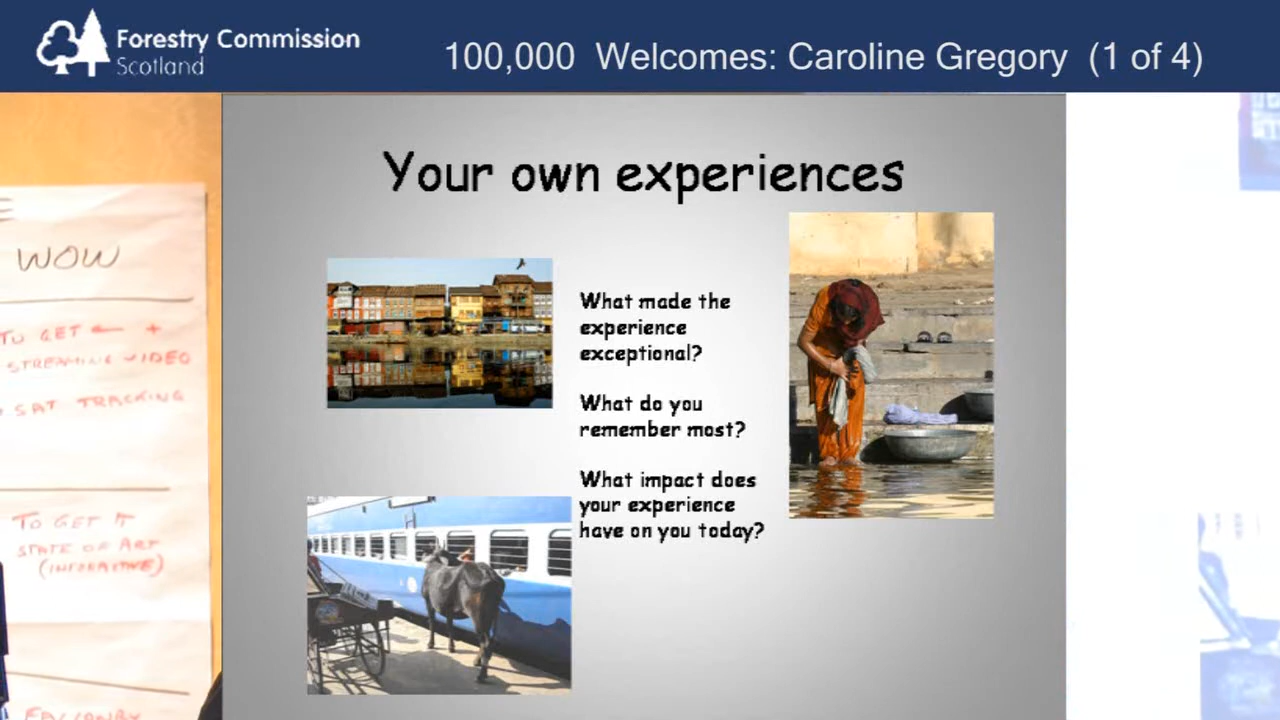 Forestry Commission
Scotland
100,000 Welcomes: Caroline Gregory (1 of 4)
Your own experiences
What made the
experience
exceptional?
What do you
remember most?
What impact does
your experience
have on you today?
WOW
TO GET +
STREAMING VIDEO
SAT TRACKING
TO GET IT
STATE OF ART
FALCONRY